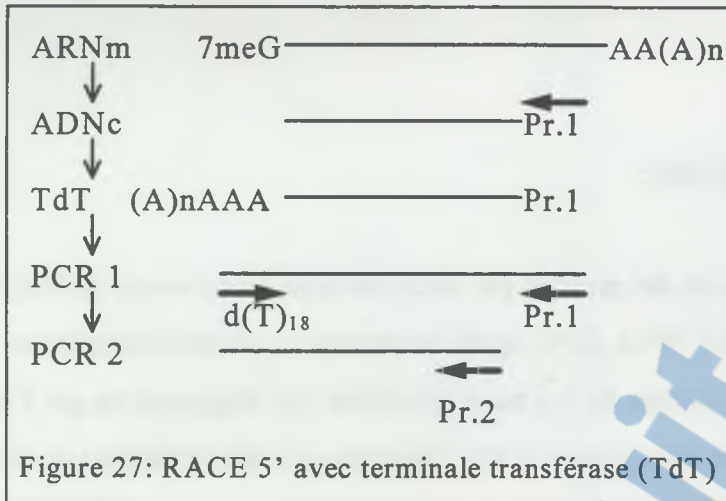 ARNm 7meG AA(A)n
ADNc Pr.1
TdT (A)nAAA Pr.1
PCR 1
d(T)18 Pr.1
PCR 2
Pr.2
Figure 27: RACE 5' avec terminale transférase (TdT)